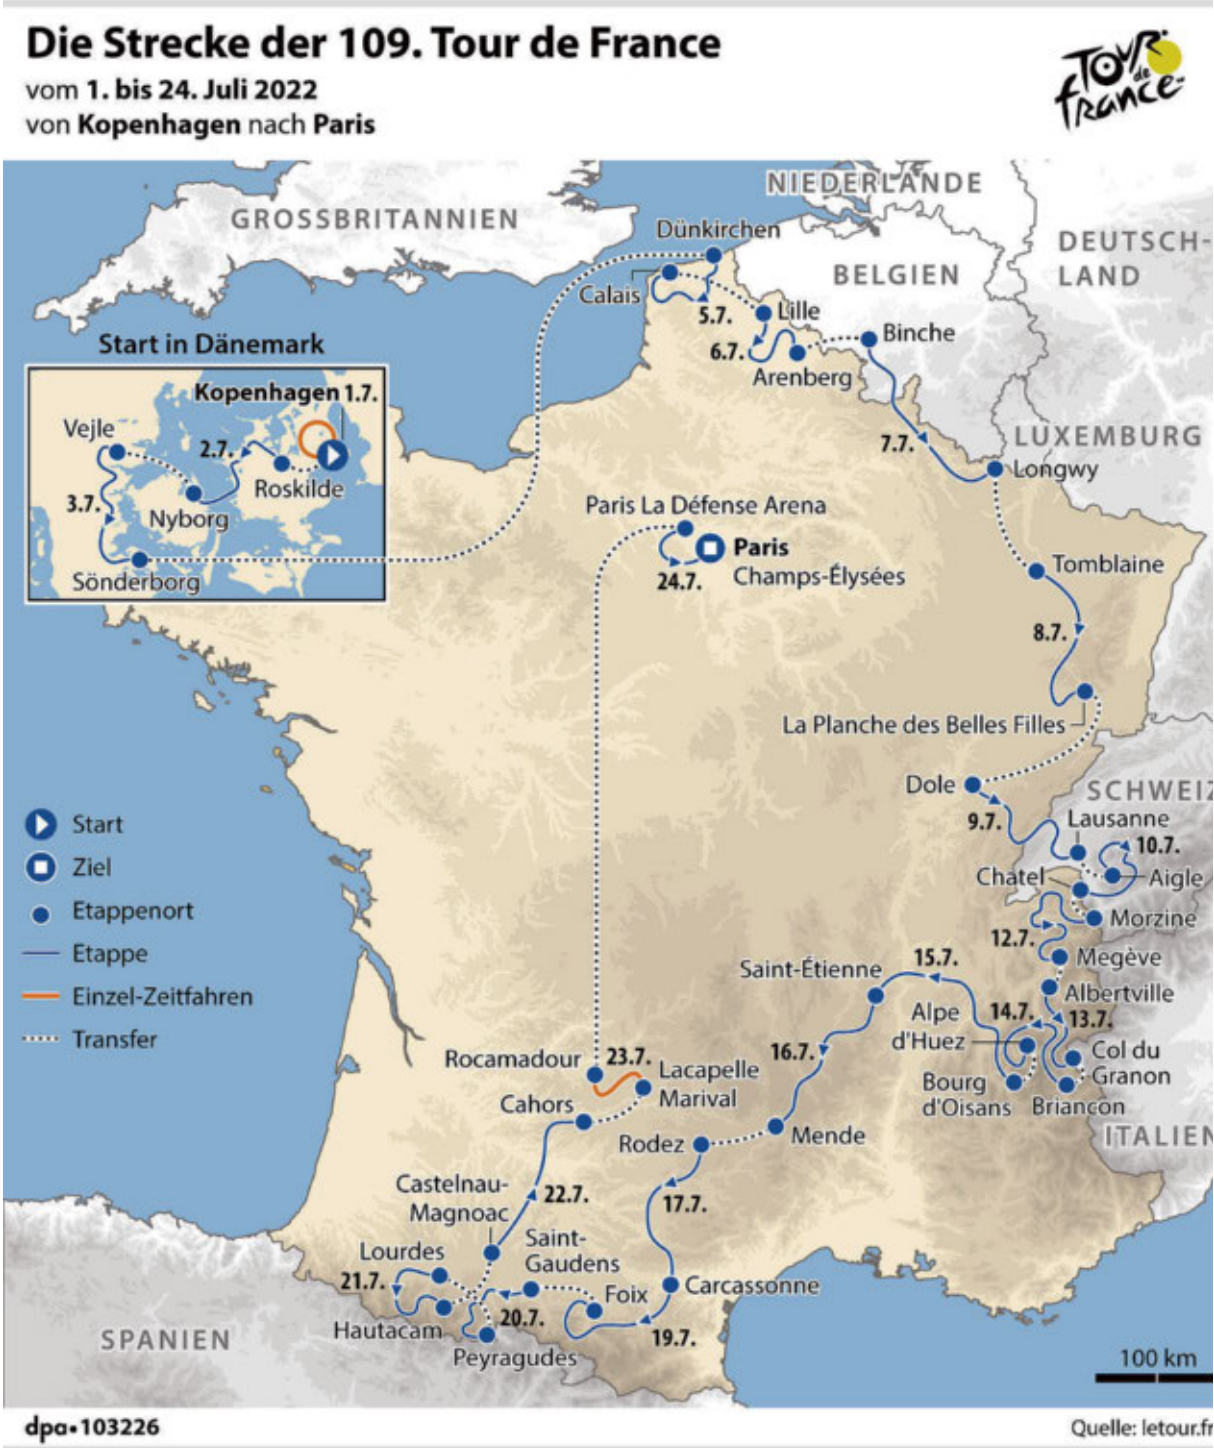 Die Strecke der 109. Tour de France
vom 1. bis 24. Juli 2022
von Kopenhagen nach Paris
TOUR
de
france
GROSSBRITANNIEN
NIEDERLANDE
DEUTSCH-
LAND
BELGIEN
LUXEMBURG
Dünkirchen
Calais
5.7.
Lille
6.7.
Arenberg
Binche
7.7.
Longwy
Start in Dänemark
Kopenhagen 1.7.
Vejle
2.7.
Roskilde
3.7.
Nyborg
Sönderborg
Paris La Défense Arena
Paris
Champs-Élysées
24.7.
Tomblaine
8.7.
La Planche des Belles Filles
Dole
9.7.
SCHWEIZ
Lausanne
10.7.
Aigle
Chatel
Morzine
12.7.
Megève
Albertville
13.7.
14.7.
Alpe
d'Huez
Col du
Granon
Bourg
d'Oisans
Briancon
15.7.
Saint-Étienne
16.7.
Mende
Rodez
17.7.
Carcassonne
19.7.
Foix
Saint-
Gaudens
20.7.
Peyragudes
Lourdes
21.7.
Hautacam
Castelnau-
Magnoac
22.7.
Cahors
Rocamadour
23.7.
Lacapelle
Marival
ITALIEN
SPANIEN
Start
Ziel
Etappenort
Etappe
Einzel-Zeitfahren
Transfer
100 km
dpa•103226
Quelle: letour.fr